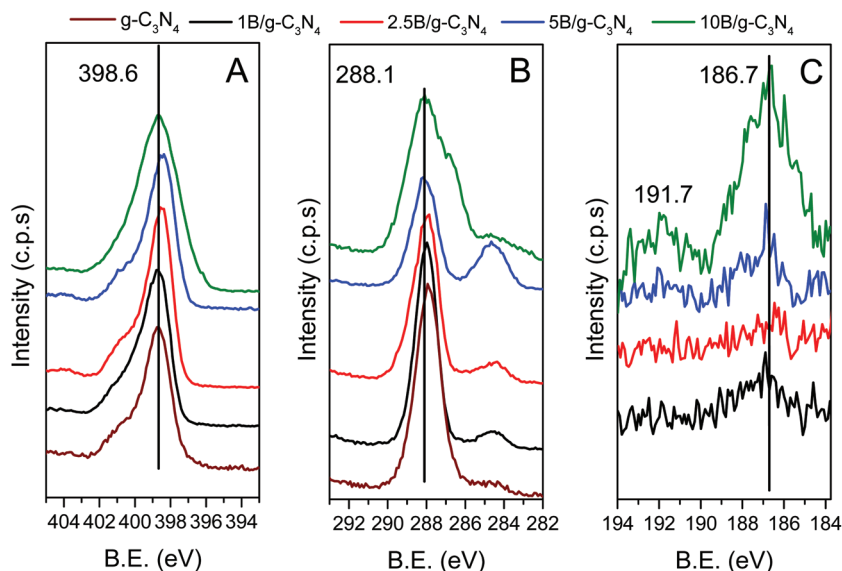 g-C₃N₄ 1B/g-C₃N₄ 2.5B/g-C₃N₄ 5B/g-C₃N₄ 10B/g-C₃N₄
398.6 A
288.1 B
186.7 C
191.7
Intensity (c.p.s)
Intensity (c.p.s)
Intensity (c.p.s)
404 402 400 398 396 394
292 290 288 286 284 282
194 192 190 188 186 184
B.E. (eV)
B.E. (eV)
B.E. (eV)